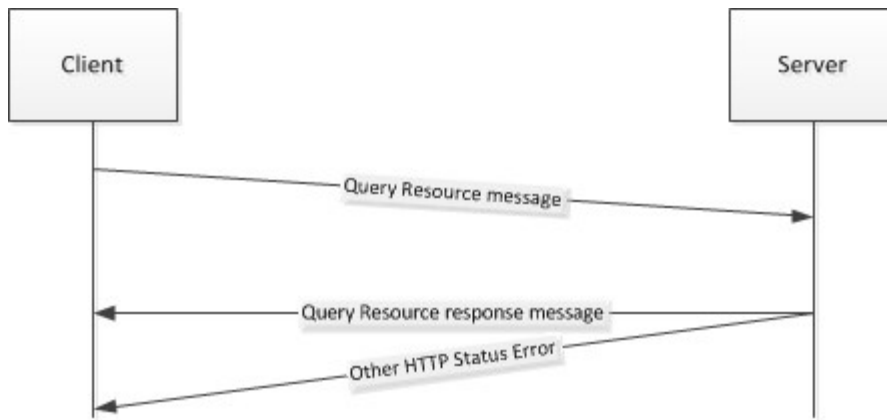 Client
Server
Query Resource message
Query Resource response message
Other HTTP Status Error